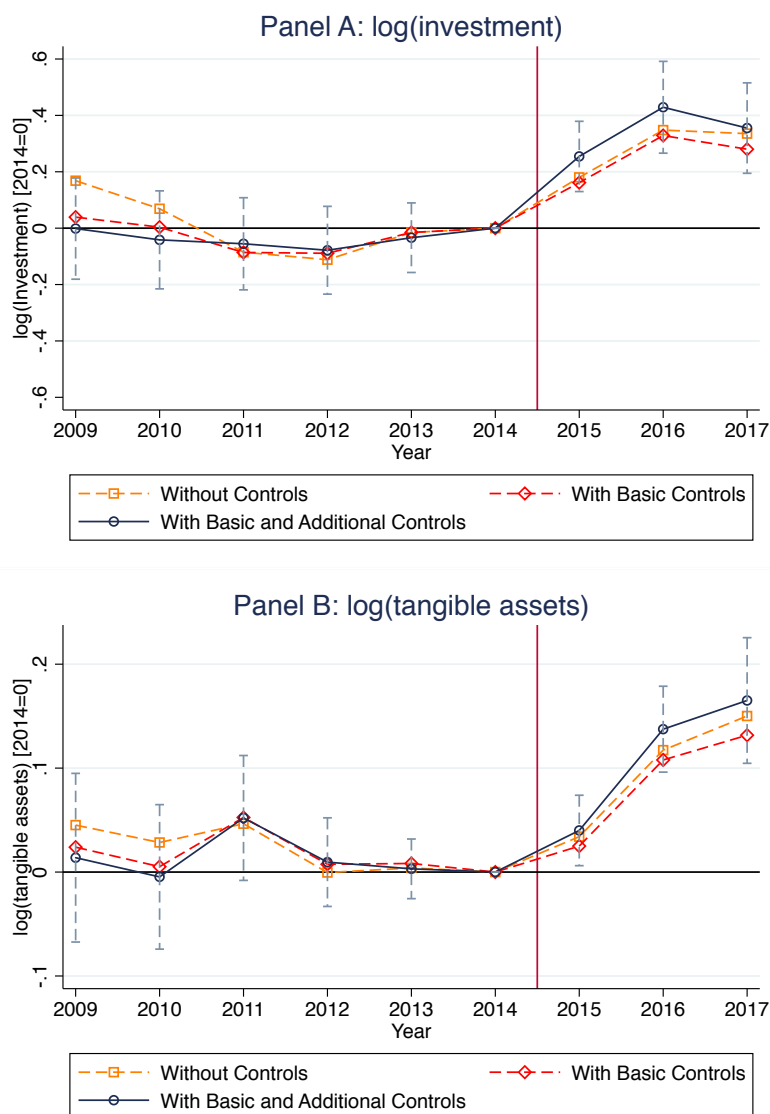 Panel A: log(investment)
log(Investment) [2014=0]
.6
.4
.2
0
-.2
-.4
-.6
2009 2010 2011 2012 2013 2014 2015 2016 2017
Year
Without Controls With Basic Controls
With Basic and Additional Controls
Panel B: log(tangible assets)
log(tangible assets) [2014=0]
.2
.1
0
-.1
2009 2010 2011 2012 2013 2014 2015 2016 2017
Year
Without Controls With Basic Controls
With Basic and Additional Controls